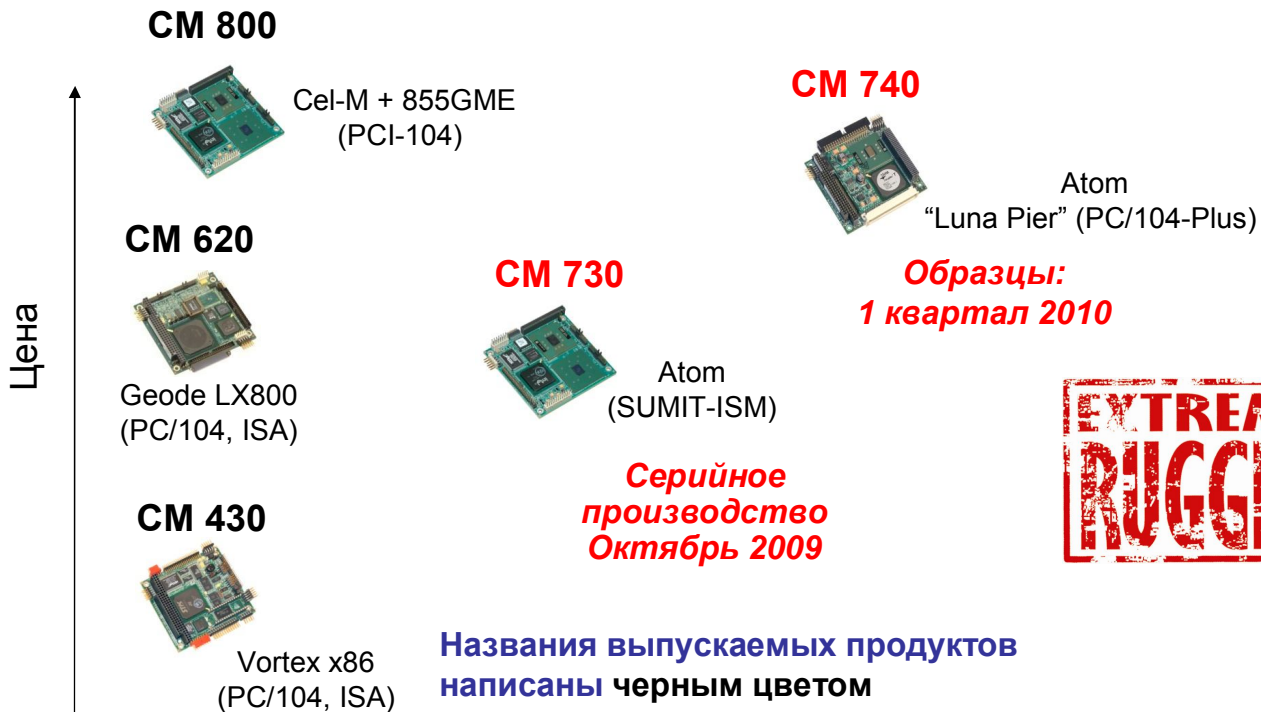 CM 800
Cel-M + 855GME
(PCI-104)
CM 740
Atom
“Luna Pier” (PC/104-Plus)
Образцы:
1 квартал 2010
CM 620
Geode LX800
(PC/104, ISA)
CM 730
Atom
(SUMIT-ISM)
Серийное
производство
Октябрь 2009
Цена
CM 430
Vortex x86
(PC/104, ISA)
Названия выпускаемых продуктов
написаны черным цветом